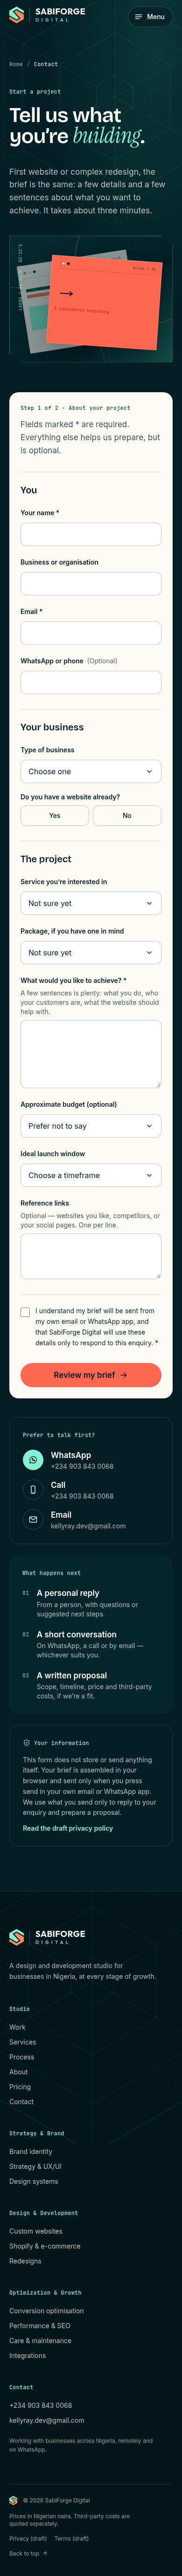 SABIFORGE
DIGITAL
Menu
Home / Contact
Start a project
Tell us what
you're building.
First website or complete redesign, the
brief is the same: a few details and a few
sentences about what you want to
achieve. It takes about three minutes.
Brief / 01
→
A considered beginning
Step 1 of 2 · About your project
Fields marked * are required.
Everything else helps us prepare, but
is optional.
You
Your name *
Business or organisation
Email *
WhatsApp or phone (Optional)
Your business
Type of business
Choose one
Do you have a website already?
Yes
No
The project
Service you're interested in
Not sure yet
Package, if you have one in mind
Not sure yet
What would you like to achieve? *
A few sentences is plenty: what you do, who
your customers are, what the website should
help with.
Approximate budget (optional)
Prefer not to say
Ideal launch window
Choose a timeframe
Reference links
Optional — websites you like, competitors, or
your social pages. One per line.
I understand my brief will be sent from
my own email or WhatsApp app, and
that SabiForge Digital will use these
details only to respond to this enquiry. *
Review my brief →
Prefer to talk first?
WhatsApp
+234 903 843 0068
Call
+234 903 843 0068
Email
kellyray.dev@gmail.com
What happens next
01 A personal reply
From a person, with questions or
suggested next steps.
02 A short conversation
On WhatsApp, a call or by email —
whichever suits you.
03 A written proposal
Scope, timeline, price and third-party
costs, if we're a fit.
Your information
This form does not store or send anything
itself. Your brief is assembled in your
browser and sent only when you press
send in your own email or WhatsApp app.
We use what you send only to reply to your
enquiry and prepare a proposal.
Read the draft privacy policy
SABIFORGE
DIGITAL
A design and development studio for
businesses in Nigeria, at every stage of growth.
Studio
Work
Services
Process
About
Pricing
Contact
Strategy & Brand
Brand identity
Strategy & UX/UI
Design systems
Design & Development
Custom websites
Shopify & e-commerce
Redesigns
Optimization & Growth
Conversion optimisation
Performance & SEO
Care & maintenance
Integrations
Contact
+234 903 843 0068
kellyray.dev@gmail.com
Working with businesses across Nigeria, remotely and
on WhatsApp.
© 2026 SabiForge Digital
Prices in Nigerian naira. Third-party costs are
quoted separately.
Privacy (draft) Terms (draft)
Back to top ↑